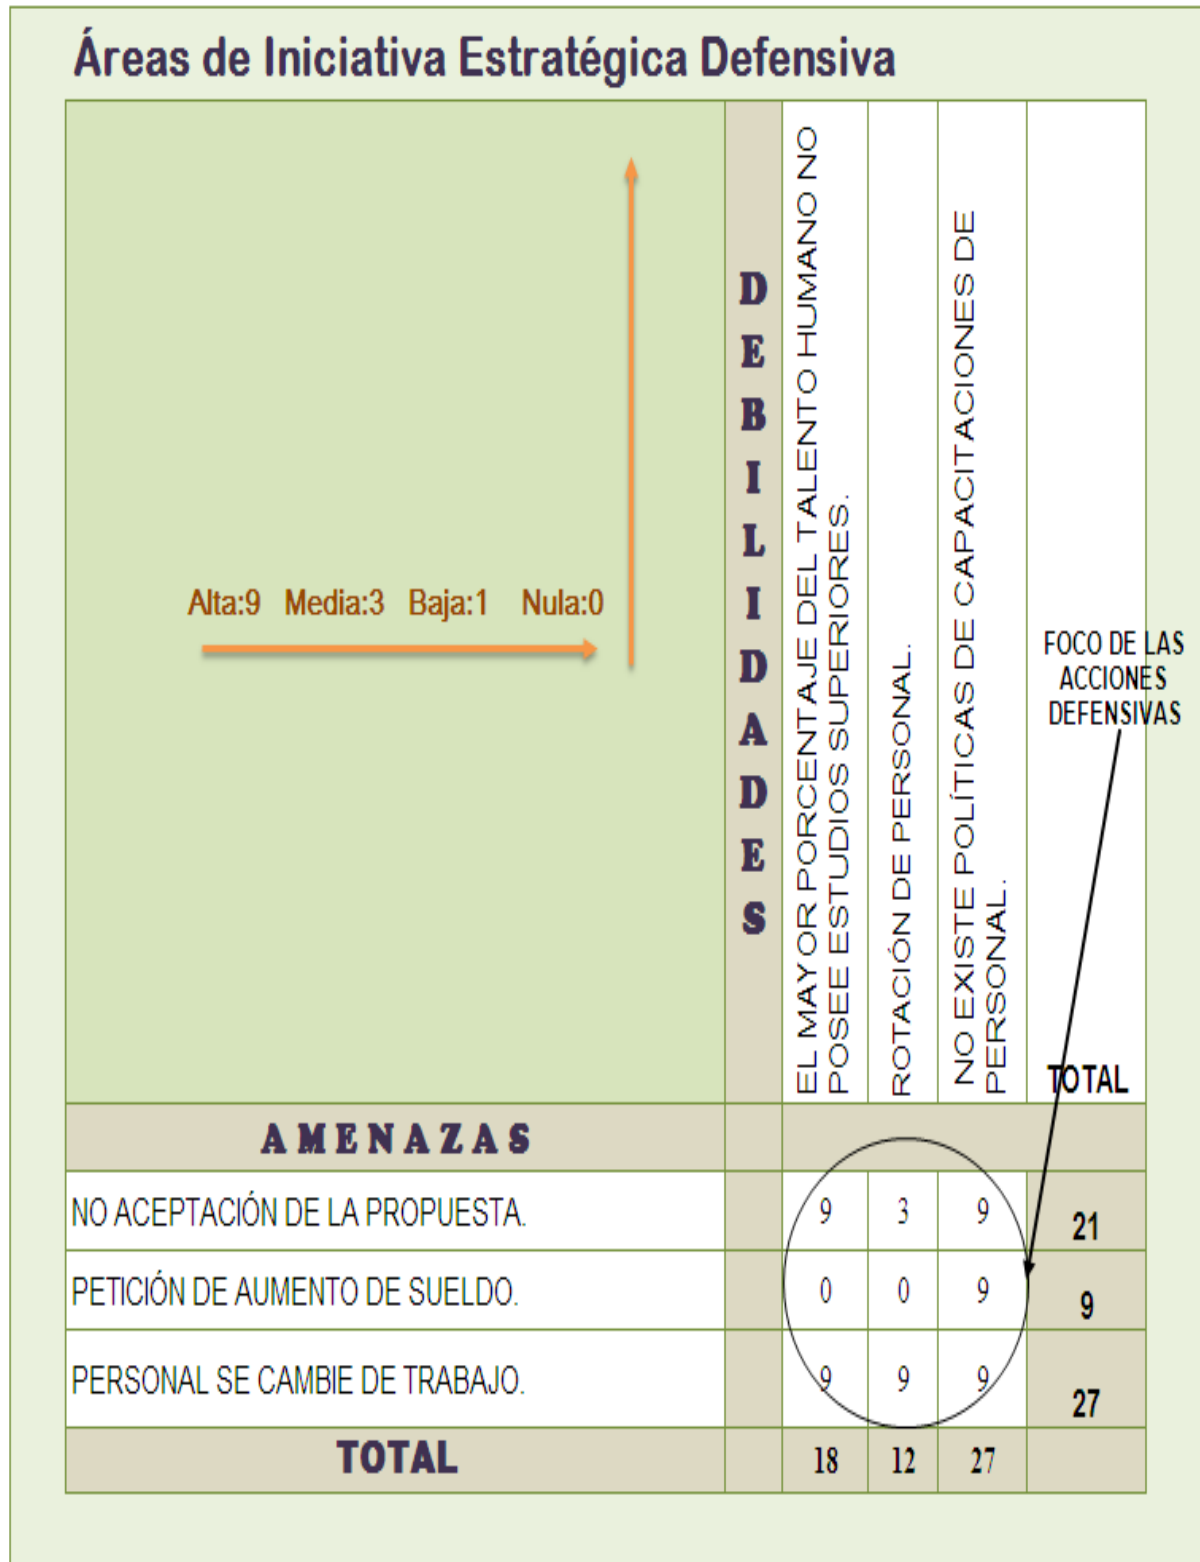 Áreas de Iniciativa Estratégica Defensiva
Alta:9 Media:3 Baja:1 Nula:0
DEBILIDADES
EL MAYOR PORCENTAJE DEL TALENTO HUMANO NO
POSEE ESTUDIOS SUPERIORES.
ROTACIÓN DE PERSONAL.
NO EXISTE POLÍTICAS DE CAPACITACIONES DE
PERSONAL.
FOCO DE LAS
ACCIONES
DEFENSIVAS
TOTAL
AMENAZAS
NO ACEPTACIÓN DE LA PROPUESTA. 9 3 9 21
PETICIÓN DE AUMENTO DE SUELDO. 0 0 9 9
PERSONAL SE CAMBIE DE TRABAJO. 9 9 9 27
TOTAL 18 12 27